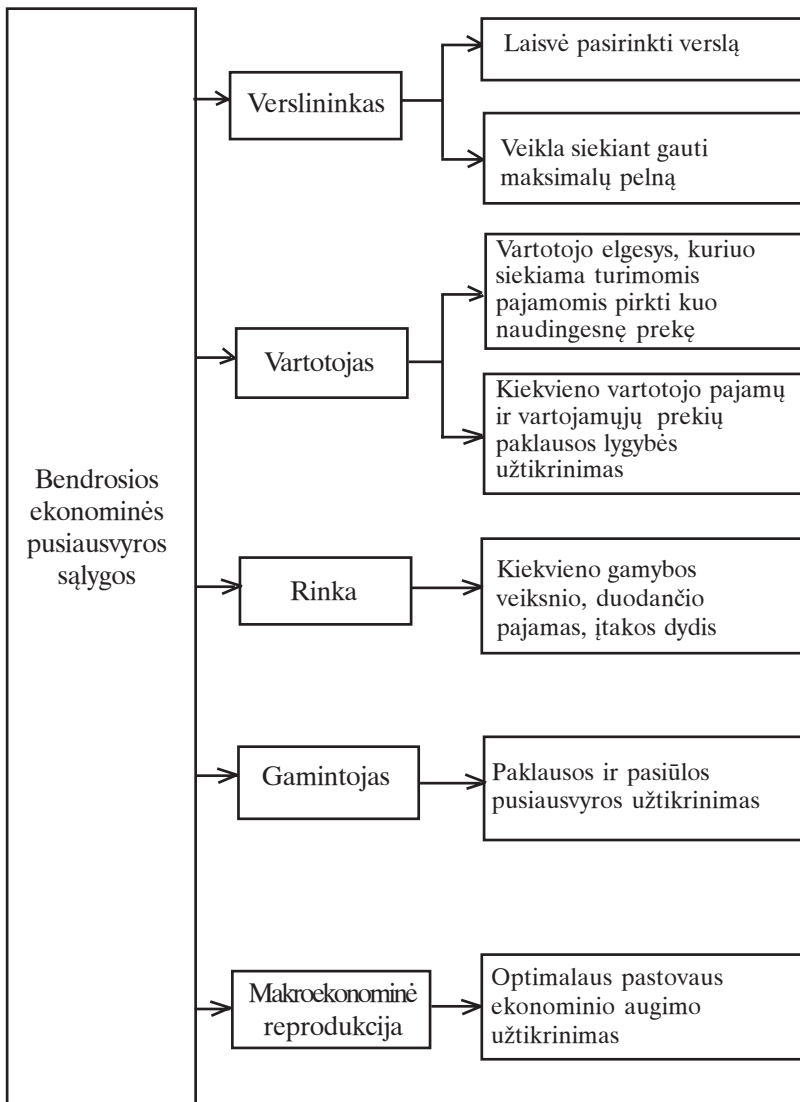 Bendrosios
ekonominės
pusiausvyros
sąlygos
Verslininkas
Laisvė pasirinkti verslą
Veikla siekiant gauti
maksimalų pelną
Vartotojas
Vartotojo elgesys, kuriuo
siekiama turimomis
pajamomis pirkti kuo
naudingesnę prekę
Kiekvieno vartotojo pajamų
ir vartojamųjų prekių
paklausos lygybės
užtikrinimas
Rinka
Kiekvieno gamybos
veiksnio, duodančio
pajamas, įtakos dydis
Gamintojas
Paklausos ir pasiūlos
pusiausvyros užtikrinimas
Makroekonominė
reprodukcija
Optimalaus pastovaus
ekonominio augimo
užtikrinimas